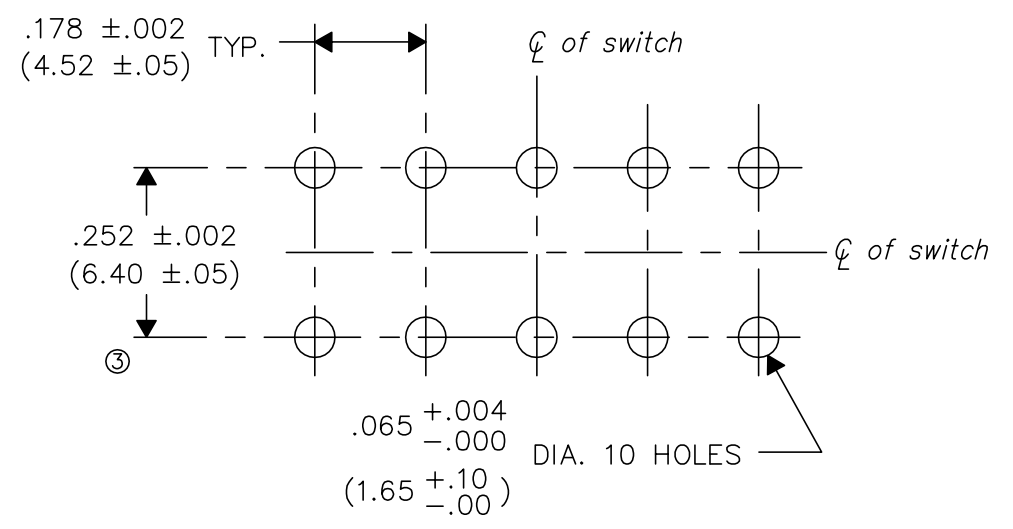 .178 ±.002
(4.52 ±.05)
TYP.
℄ of switch
.252 ±.002
(6.40 ±.05)
℄ of switch
③
.065 +.004
-.000
DIA. 10 HOLES
(1.65 +.10
-.00 )